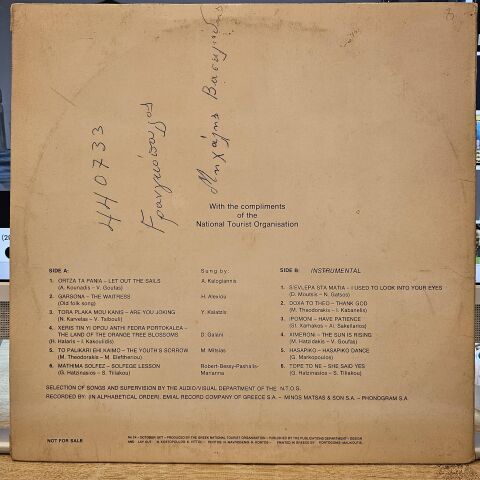 440733
Φραγκόπουλος
Μιχάλης
With the compliments
of the
National Tourist Organisation
SIDE A: Sung by:
1. ORTZA TA PANIA – LET OUT THE SAILS A. Kalogiannis
(A. Kounadis – V. Goufas)
2. GARSONA – THE WAITRESS H. Alexiou
(Old folk song)
3. TORA PLAKA MOU KANIS – ARE YOU JOKING Y. Kalatzis
(N. Karvelas – V. Tsibouli)
4. XERIS TIN YI OPOU ANTHI FEDRA PORTOKALEA –
THE LAND OF THE ORANGE TREE BLOSSOMS D. Galani
(H. Halaris – I. Kakoulidis)
5. TO PALIKARI EHI KAIMO – THE YOUTH'S SORROW M. Mitsias
(M. Theodorakis – M. Eleftheriou)
6. MATHIMA SOLFEZ – SOLFEGE LESSON Robert-Bessy-Pashalis-
(G. Hatzinasios – S. Tiliakou) Marianna
SIDE B: INSTRUMENTAL
1. S'EVLEPA STA MATIA – I USED TO LOOK INTO YOUR EYES
(D. Moutsis – N. Gatsos)
2. DOXA TO THEO – THANK GOD
(M. Theodorakis – I. Kabanelis)
3. IPOMONI – HAVE PATIENCE
(St. Xarhakos – Al. Sakellarios)
4. XIMERONI – THE SUN IS RISING
(M. Hatzidakis – V. Goufas)
5. HASAPIKO – HASAPIKO DANCE
(G. Markopoulos)
6. TOPE TO NE – SHE SAID YES
(G. Hatzinasios – S. Tiliakou)
SELECTION OF SONGS AND SUPERVISION BY THE AUDIO/VISUAL DEPARTMENT OF THE N.T.O.G.
RECORDED BY: (IN ALPHABETICAL ORDER). EMIAL RECORD COMPANY OF GREECE S.A. – MINOS MATSAS & SON S.A. – PHONOGRAM S.A.
NOT FOR SALE